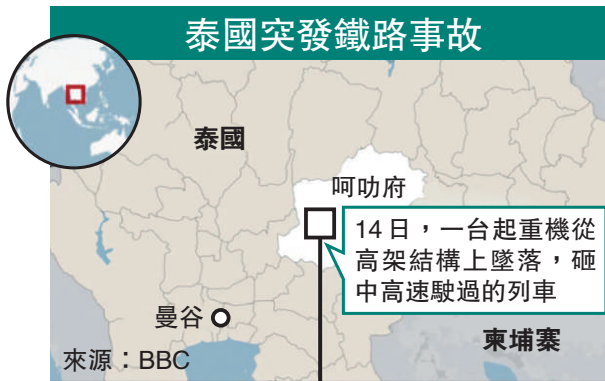 泰國突發鐵路事故
泰國
呵叻府
14日，一台起重機從
高架結構上墜落，砸
中高速駛過的列車
曼谷
柬埔寨
來源：BBC